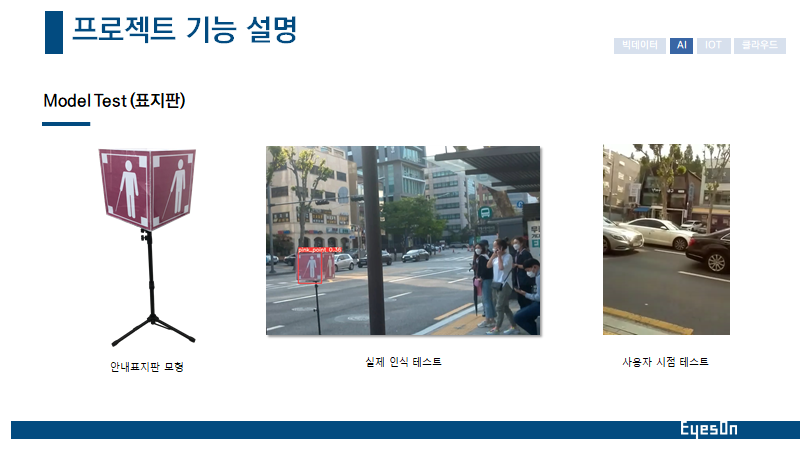 프로젝트 기능 설명
빅데이터 AI IOT 클라우드
Model Test (표지판)
pink_point 0.36
안내표지판 모형
실제 인식 테스트
사용자 시점 테스트
EyesOn